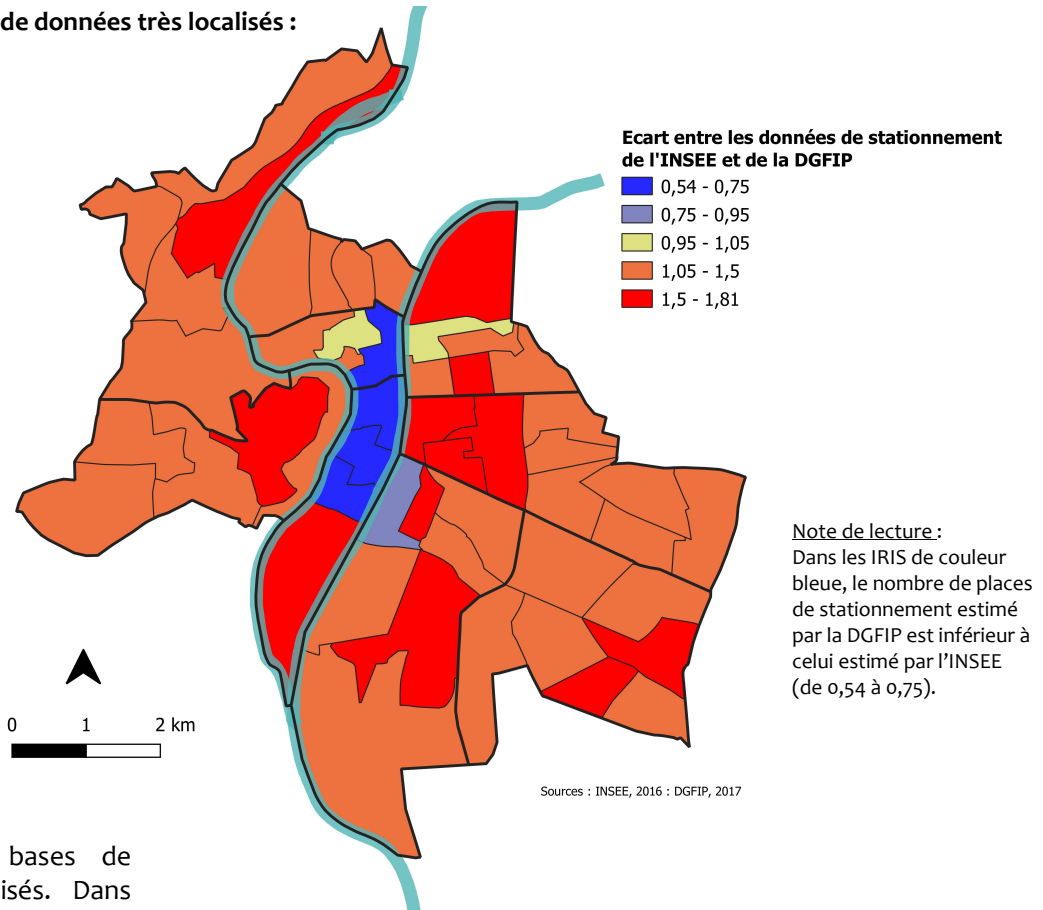 de données très localisés :
Ecart entre les données de stationnement
de l'INSEE et de la DGFIP
0,54 - 0,75
0,75 - 0,95
0,95 - 1,05
1,05 - 1,5
1,5 - 1,81
Note de lecture :
Dans les IRIS de couleur
bleue, le nombre de places
de stationnement estimé
par la DGFIP est inférieur à
celui estimé par l’INSEE
(de 0,54 à 0,75).
0 1 2 km
Sources : INSEE, 2016 : DGFIP, 2017
bases de
isés. Dans